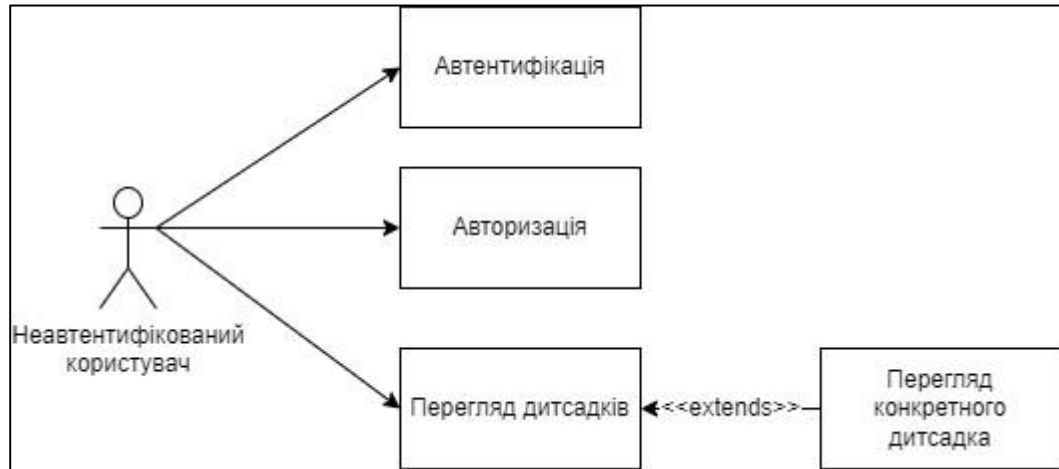 Автентифікація
Авторизація
Неавтентифікований
користувач
Перегляд дитсадків
<<extends>>
Перегляд
конкретного
дитсадка